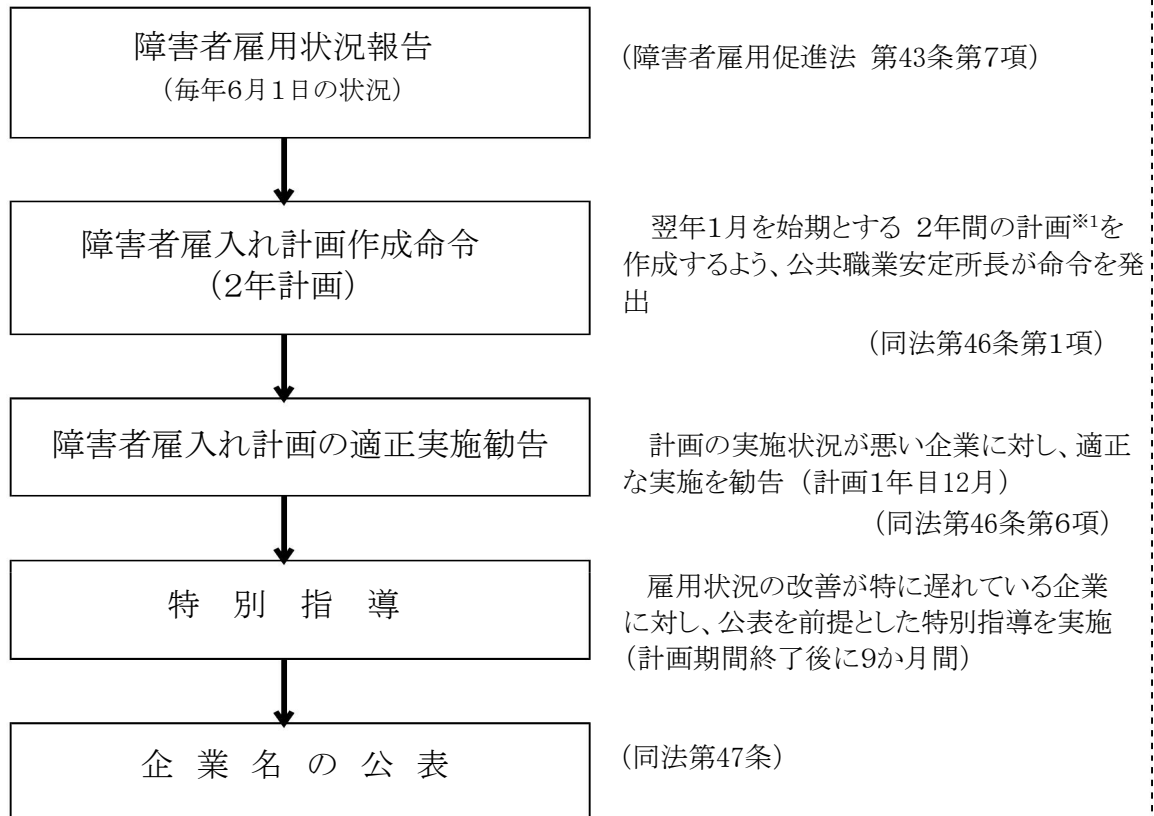 障害者雇用状況報告
（毎年6月1日の状況）
（障害者雇用促進法 第43条第7項）
障害者雇入れ計画作成命令
（2年計画）
翌年1月を始期とする 2年間の計画※1を
作成するよう、公共職業安定所長が命令を発
出
（同法第46条第1項）
障害者雇入れ計画の適正実施勧告
計画の実施状況が悪い企業に対し、適正
な実施を勧告（計画1年目12月）
（同法第46条第6項）
特 別 指 導
雇用状況の改善が特に遅れている企業
に対し、公表を前提とした特別指導を実施
（計画期間終了後に9か月間）
企 業 名 の 公 表
（同法第47条）